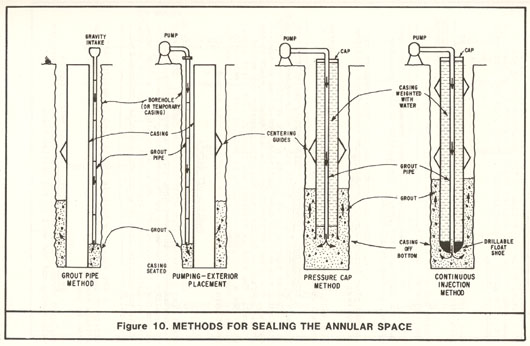 GRAVITY
INTAKE
PUMP
PUMP
CAP
PUMP
CAP
BOREHOLE
(OR TEMPORARY
CASING)
CASING
GROUT
PIPE
GROUT
CASING
SEATED
CENTERING
GUIDES
CASING
WEIGHTED
WITH
WATER
GROUT
PIPE
GROUT
CASING
OFF
BOTTOM
DRILLABLE
FLOAT
SHOE
GROUT PIPE
METHOD
PUMPING—EXTERIOR
PLACEMENT
PRESSURE CAP
METHOD
CONTINUOUS
INJECTION
METHOD
Figure 10. METHODS FOR SEALING THE ANNULAR SPACE